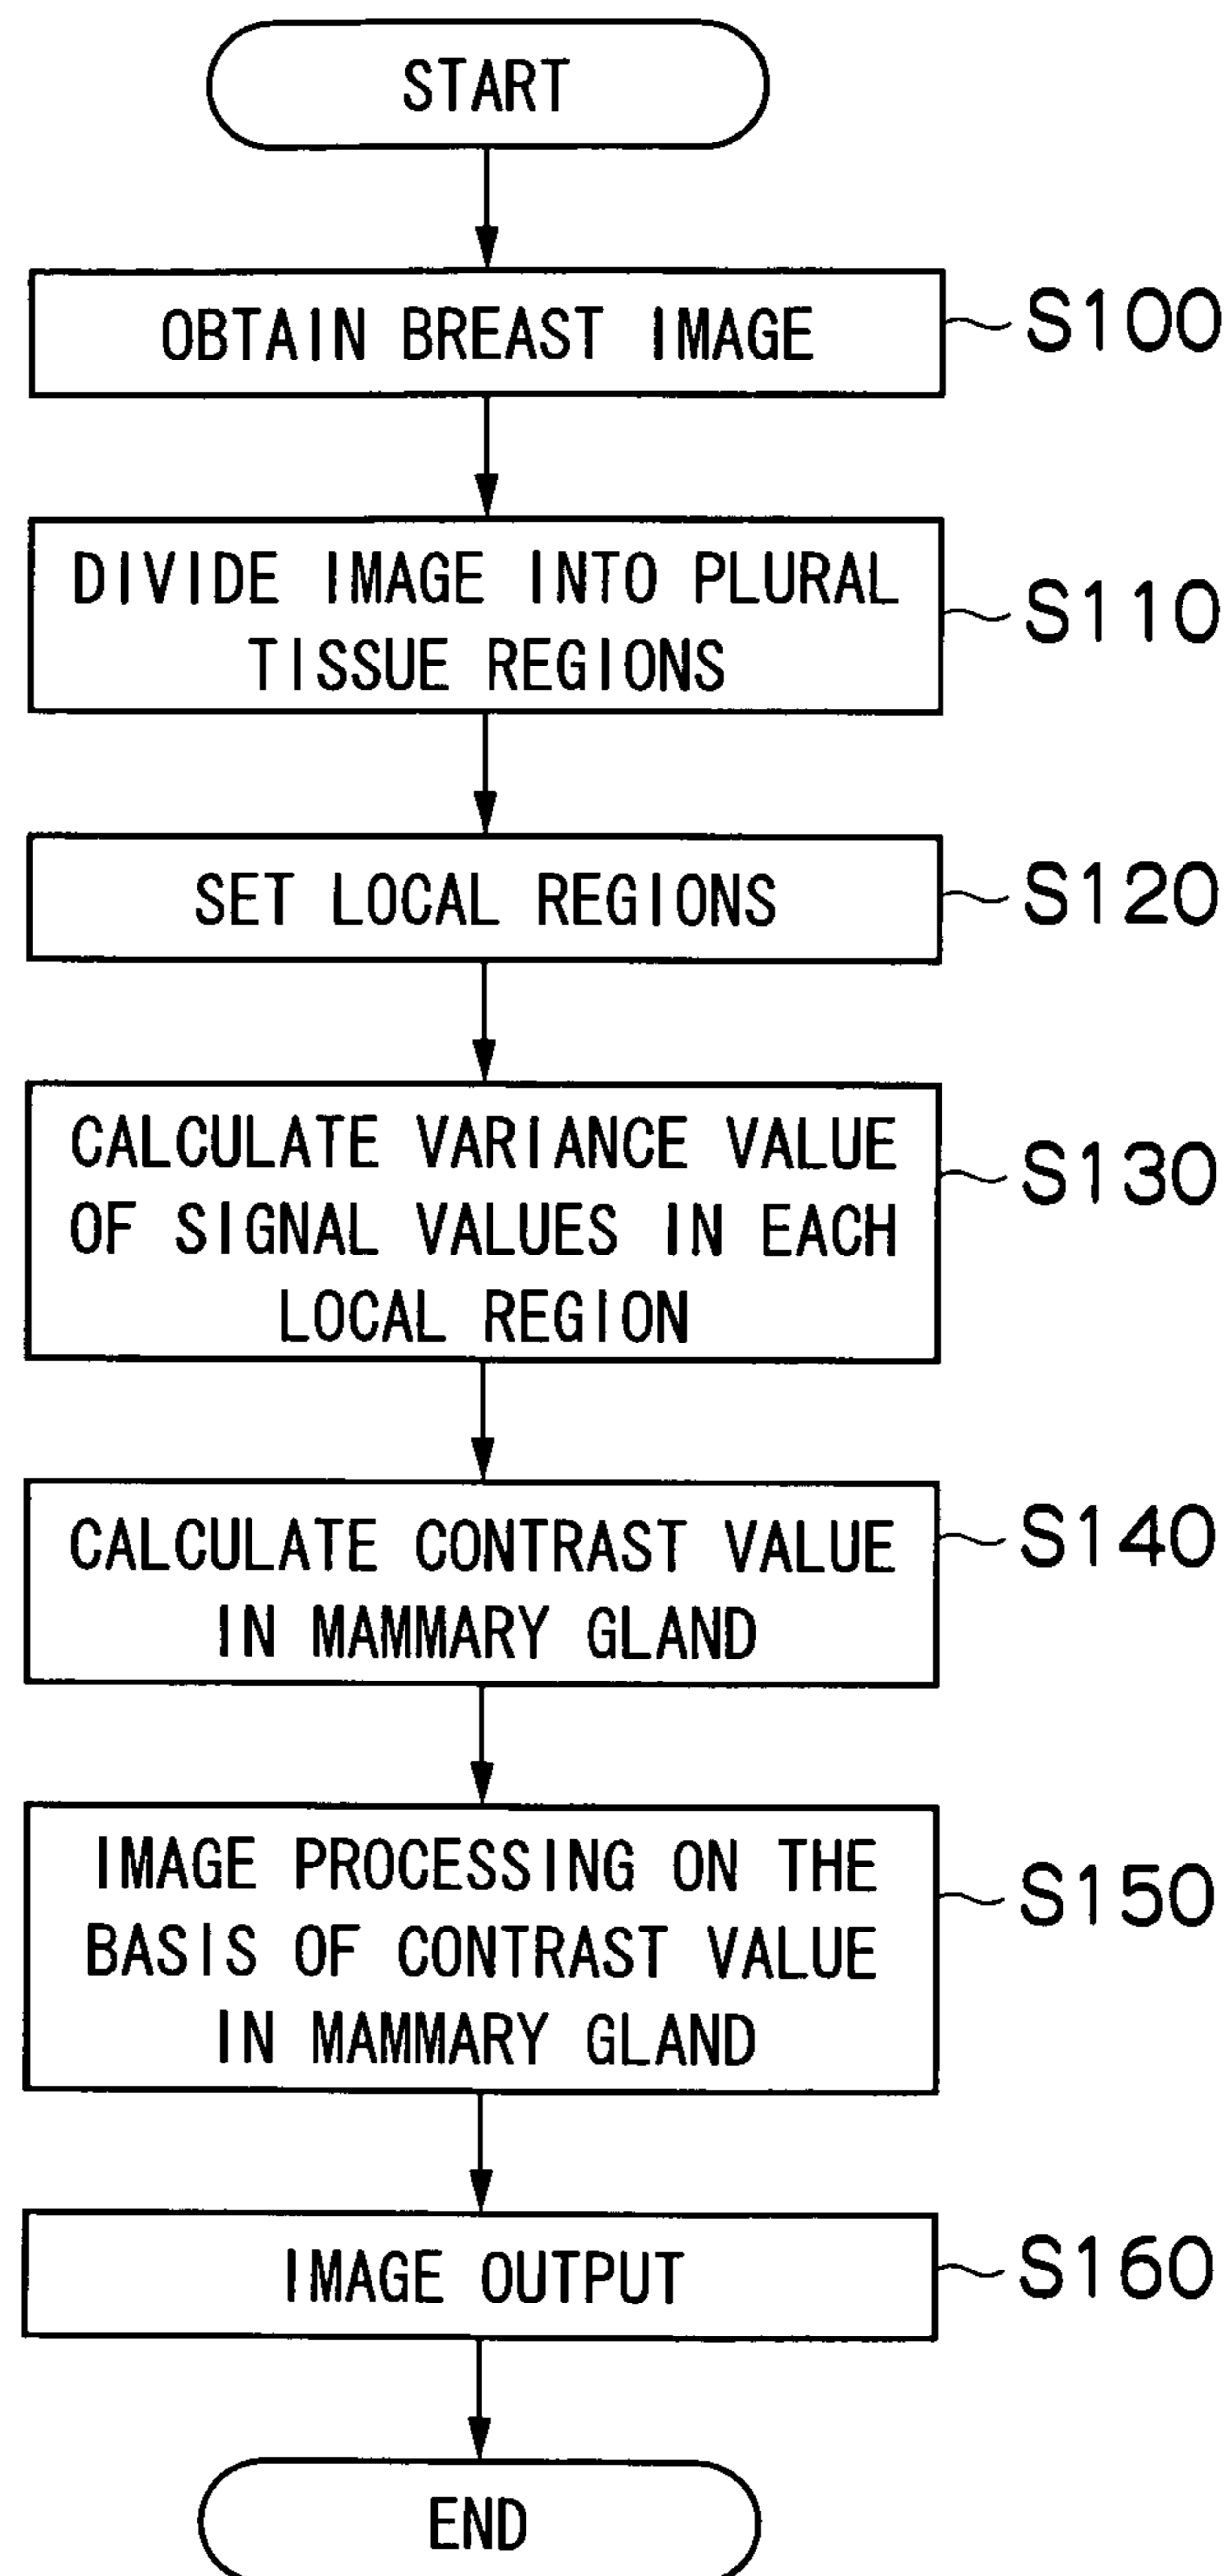 START
OBTAIN BREAST IMAGE
S100
DIVIDE IMAGE INTO PLURAL
TISSUE REGIONS
S110
SET LOCAL REGIONS
S120
CALCULATE VARIANCE VALUE
OF SIGNAL VALUES IN EACH
LOCAL REGION
S130
CALCULATE CONTRAST VALUE
IN MAMMARY GLAND
S140
IMAGE PROCESSING ON THE
BASIS OF CONTRAST VALUE
IN MAMMARY GLAND
S150
IMAGE OUTPUT
S160
END